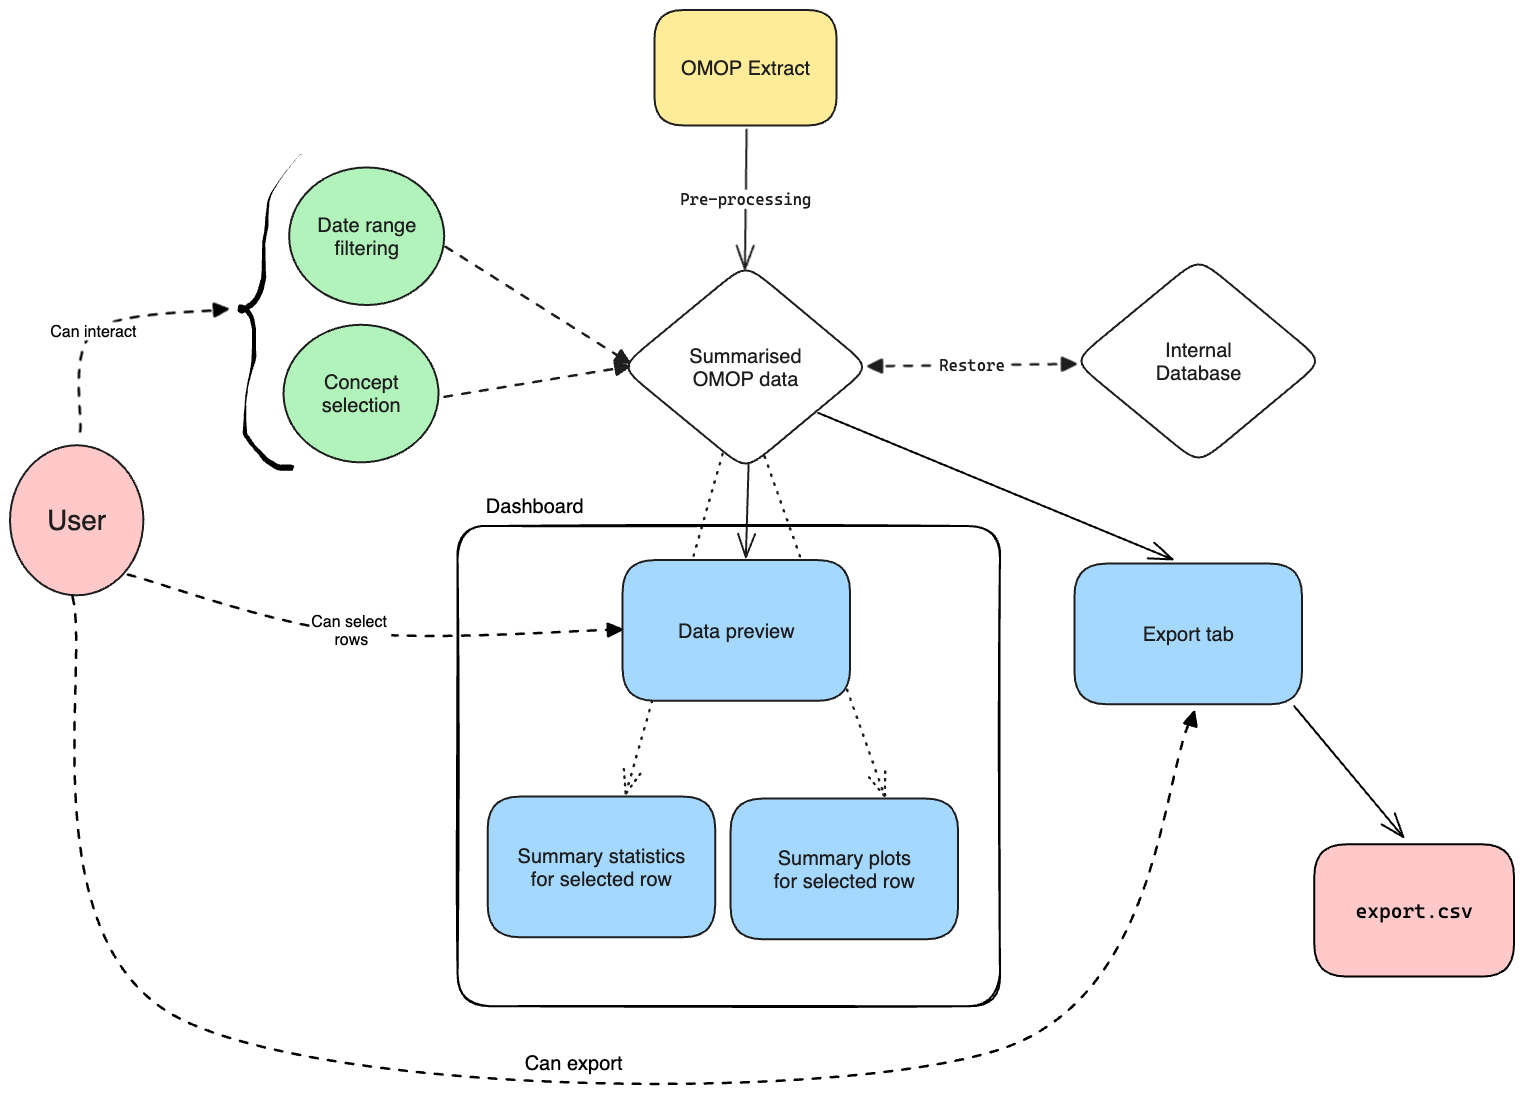 OMOP Extract
Pre-processing
Date range
filtering
Can interact
Concept
selection
Summarised
OMOP data
Restore
Internal
Database
User
Dashboard
Can select
rows
Data preview
Export tab
Summary statistics
for selected row
Summary plots
for selected row
export.csv
Can export